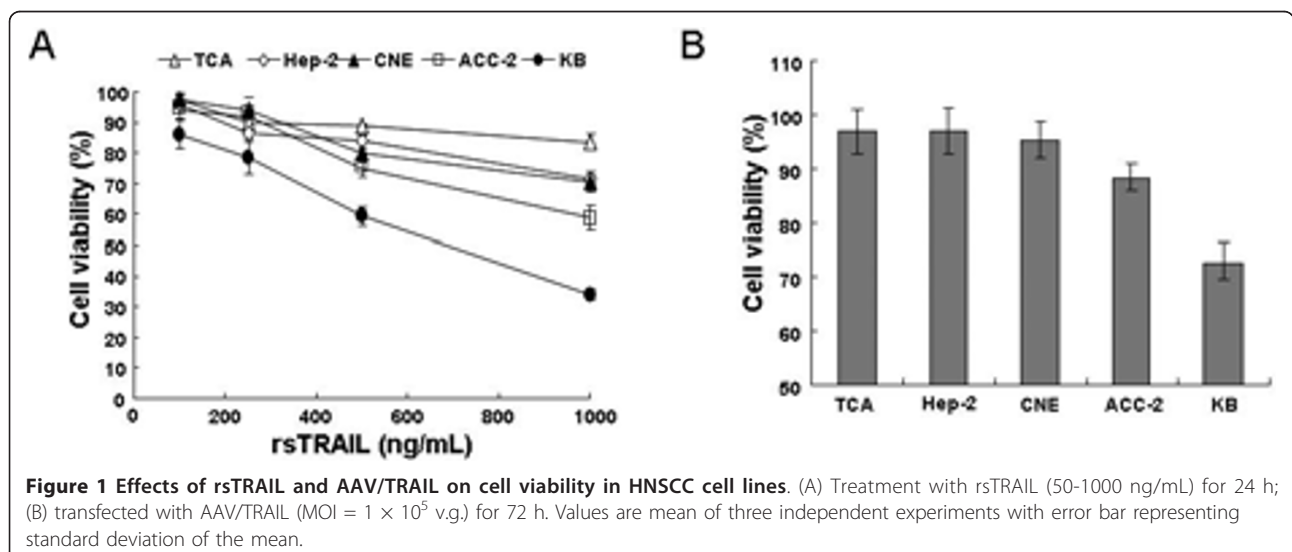 A
TCA Hep-2 CNE ACC-2 KB
100
90
80
70
60
50
40
30
20
10
0
Cell viability (%)
0 200 400 600 800 1000
rsTRAIL (ng/mL)
B
110
100
90
80
70
60
50
Cell viability (%)
TCA Hep-2 CNE ACC-2 KB
Figure 1 Effects of rsTRAIL and AAV/TRAIL on cell viability in HNSCC cell lines. (A) Treatment with rsTRAIL (50-1000 ng/mL) for 24 h;
(B) transfected with AAV/TRAIL (MOI = 1 × 10⁵ v.g.) for 72 h. Values are mean of three independent experiments with error bar representing
standard deviation of the mean.